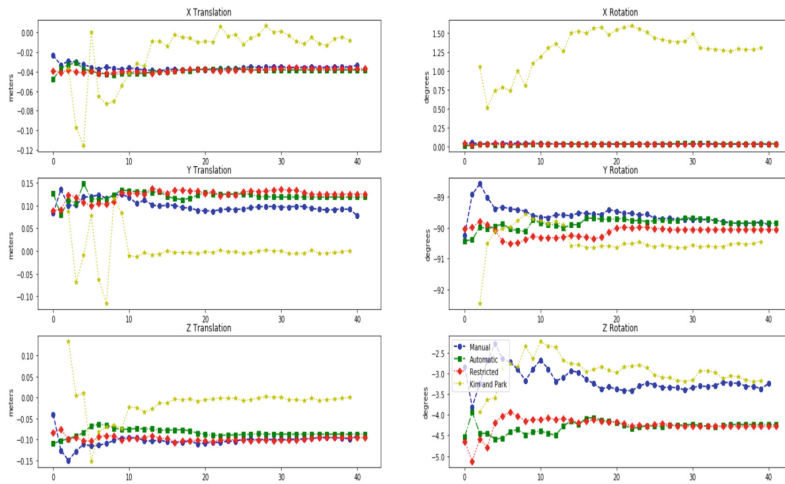 X Translation
X Rotation
0.00
-0.02
-0.04
-0.06
-0.08
-0.10
-0.12
meters
0 10 20 30 40
1.50
1.25
1.00
0.75
0.50
0.25
0.00
degrees
0 10 20 30 40
Y Translation
Y Rotation
0.15
0.10
0.05
0.00
-0.05
-0.10
meters
0 10 20 30 40
-89
-90
-91
-92
degrees
0 10 20 30 40
Z Translation
Z Rotation
0.10
0.05
0.00
-0.05
-0.10
-0.15
meters
0 10 20 30 40
-2.5
-3.0
-3.5
-4.0
-4.5
-5.0
degrees
0 10 20 30 40
Manual
Automatic
Restricted
Kim and Park